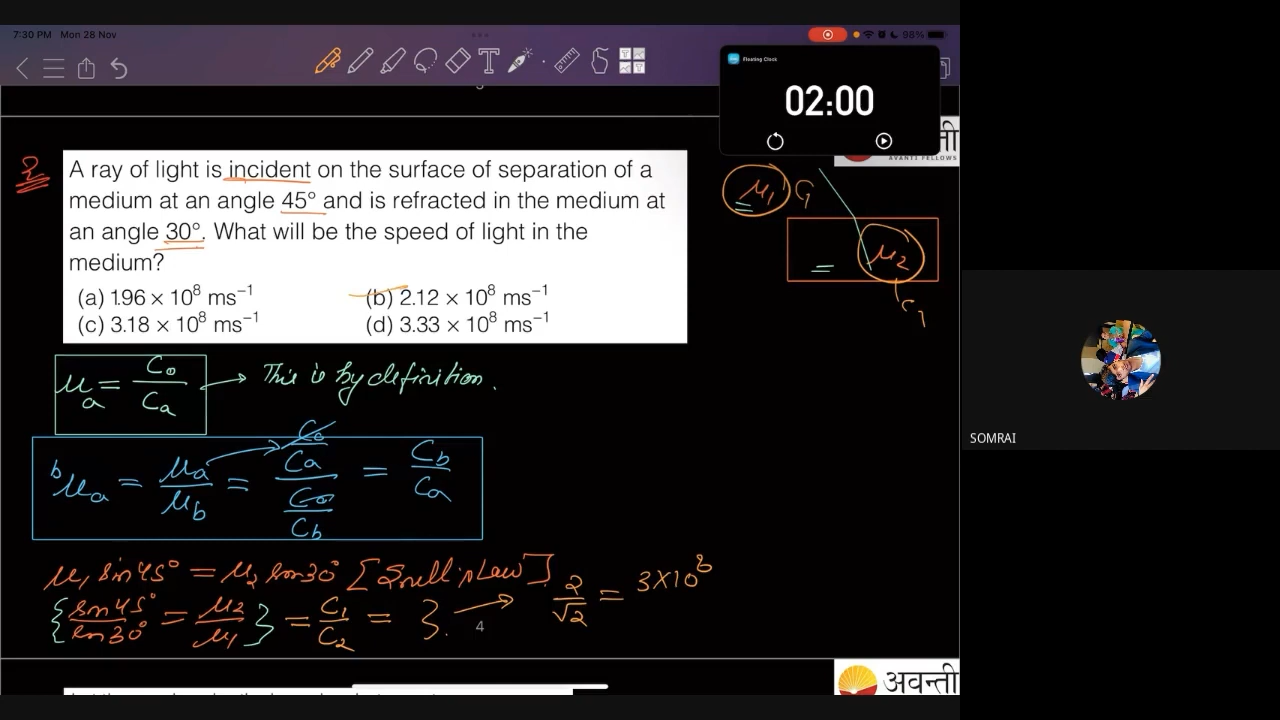 7:30 PM Mon 28 Nov
98%
Floating Clock
02:00
AVANTI FELLOWS
A ray of light is incident on the surface of separation of a
medium at an angle 45° and is refracted in the medium at
an angle 30°. What will be the speed of light in the
medium?
(a) 1.96 × 10⁸ ms⁻¹ (b) 2.12 × 10⁸ ms⁻¹
(c) 3.18 × 10⁸ ms⁻¹ (d) 3.33 × 10⁸ ms⁻¹
μ₁ C₁
μ₂
μₐ = C₀/Cₐ → This is by definition.
ᵇμₐ = μₐ/μb = (C₀/Cₐ)/(C₀/Cb) = Cb/Cₐ
μ₁ sin45° = μ₂ sin30° [Snell's Law]
{sin45°/sin30° = μ₂/μ₁} = C₁/C₂ = } → 2/√2 = 3×10⁸
4
SOMRAI
अवन्ती